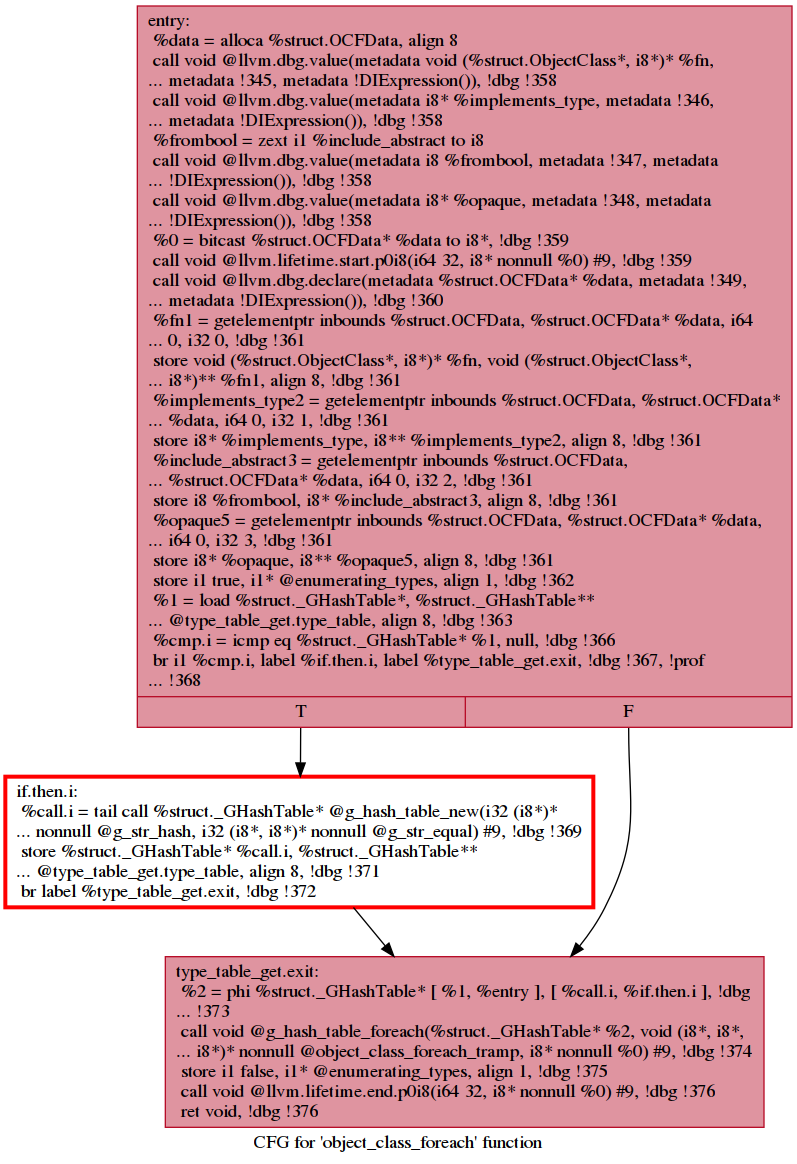 entry:
%data = alloca %struct.OCFData, align 8
call void @llvm.dbg.value(metadata void (%struct.ObjectClass*, i8*)* %fn,
... metadata !345, metadata !DIExpression()), !dbg !358
call void @llvm.dbg.value(metadata i8* %implements_type, metadata !346,
... metadata !DIExpression()), !dbg !358
%frombool = zext i1 %include_abstract to i8
call void @llvm.dbg.value(metadata i8 %frombool, metadata !347, metadata
... !DIExpression()), !dbg !358
call void @llvm.dbg.value(metadata i8* %opaque, metadata !348, metadata
... !DIExpression()), !dbg !358
%0 = bitcast %struct.OCFData* %data to i8*, !dbg !359
call void @llvm.lifetime.start.p0i8(i64 32, i8* nonnull %0) #9, !dbg !359
call void @llvm.dbg.declare(metadata %struct.OCFData* %data, metadata !349,
... metadata !DIExpression()), !dbg !360
%fn1 = getelementptr inbounds %struct.OCFData, %struct.OCFData* %data, i64
... 0, i32 0, !dbg !361
store void (%struct.ObjectClass*, i8*)* %fn, void (%struct.ObjectClass*,
... i8*)** %fn1, align 8, !dbg !361
%implements_type2 = getelementptr inbounds %struct.OCFData, %struct.OCFData*
... %data, i64 0, i32 1, !dbg !361
store i8* %implements_type, i8** %implements_type2, align 8, !dbg !361
%include_abstract3 = getelementptr inbounds %struct.OCFData,
... %struct.OCFData* %data, i64 0, i32 2, !dbg !361
store i8 %frombool, i8* %include_abstract3, align 8, !dbg !361
%opaque5 = getelementptr inbounds %struct.OCFData, %struct.OCFData* %data,
... i64 0, i32 3, !dbg !361
store i8* %opaque, i8** %opaque5, align 8, !dbg !361
store i1 true, i1* @enumerating_types, align 1, !dbg !362
%1 = load %struct._GHashTable*, %struct._GHashTable**
... @type_table_get.type_table, align 8, !dbg !363
%cmp.i = icmp eq %struct._GHashTable* %1, null, !dbg !366
br i1 %cmp.i, label %if.then.i, label %type_table_get.exit, !dbg !367, !prof
... !368
T F
if.then.i:
%call.i = tail call %struct._GHashTable* @g_hash_table_new(i32 (i8*)*
... nonnull @g_str_hash, i32 (i8*, i8*)* nonnull @g_str_equal) #9, !dbg !369
store %struct._GHashTable* %call.i, %struct._GHashTable**
... @type_table_get.type_table, align 8, !dbg !371
br label %type_table_get.exit, !dbg !372
type_table_get.exit:
%2 = phi %struct._GHashTable* [ %1, %entry ], [ %call.i, %if.then.i ], !dbg
... !373
call void @g_hash_table_foreach(%struct._GHashTable* %2, void (i8*, i8*,
... i8*)* nonnull @object_class_foreach_tramp, i8* nonnull %0) #9, !dbg !374
store i1 false, i1* @enumerating_types, align 1, !dbg !375
call void @llvm.lifetime.end.p0i8(i64 32, i8* nonnull %0) #9, !dbg !376
ret void, !dbg !376
CFG for 'object_class_foreach' function